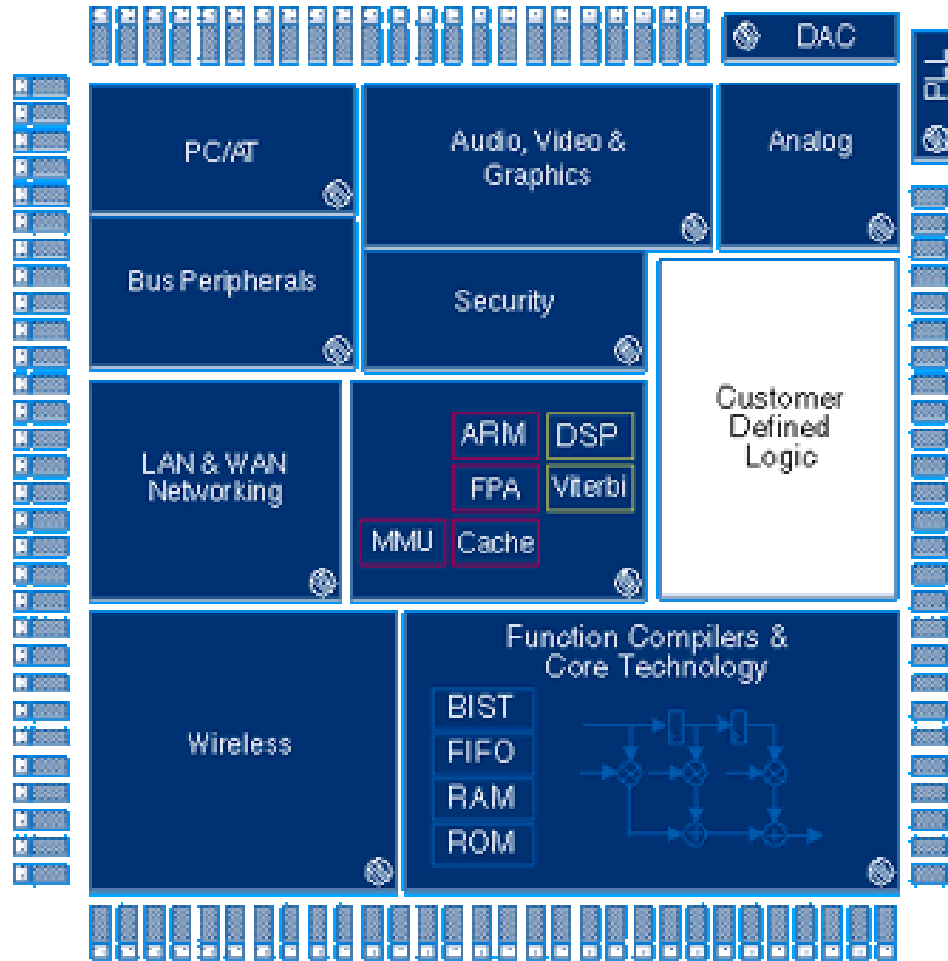 DAC
PLL
PC/AT
Audio, Video &
Graphics
Analog
Bus Peripherals
Security
Customer
Defined
Logic
LAN & WAN
Networking
ARM
DSP
FPA
Viterbi
MMU
Cache
Wireless
Function Compilers &
Core Technology
BIST
FIFO
RAM
ROM